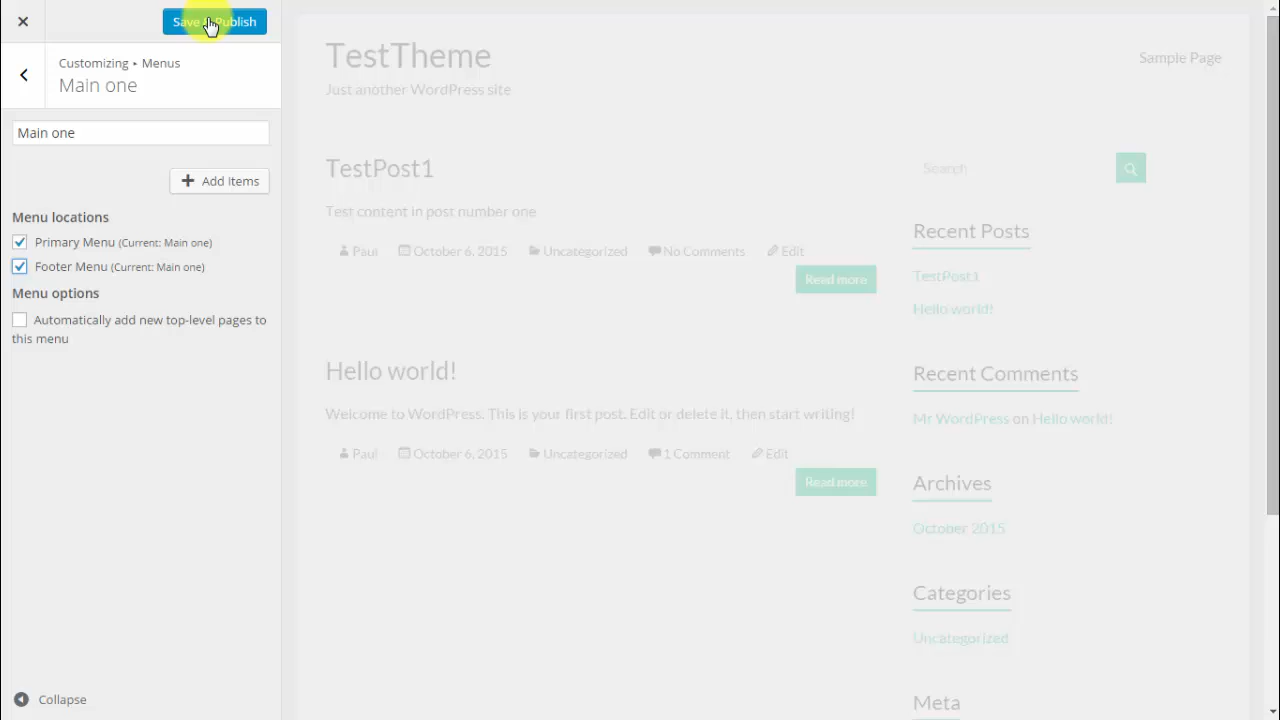 Save & Publish
Customizing ▸ Menus
Main one
Main one
Add Items
Menu locations
Primary Menu (Current: Main one)
Footer Menu (Current: Main one)
Menu options
Automatically add new top-level pages to
this menu
Collapse
TestTheme
Just another WordPress site
Sample Page
TestPost1
Test content in post number one
Paul October 6, 2015 Uncategorized No Comments Edit
Read more
Hello world!
Welcome to WordPress. This is your first post. Edit or delete it, then start writing!
Paul October 6, 2015 Uncategorized 1 Comment Edit
Read more
Search
Recent Posts
TestPost1
Hello world!
Recent Comments
Mr WordPress on Hello world!
Archives
October 2015
Categories
Uncategorized
Meta